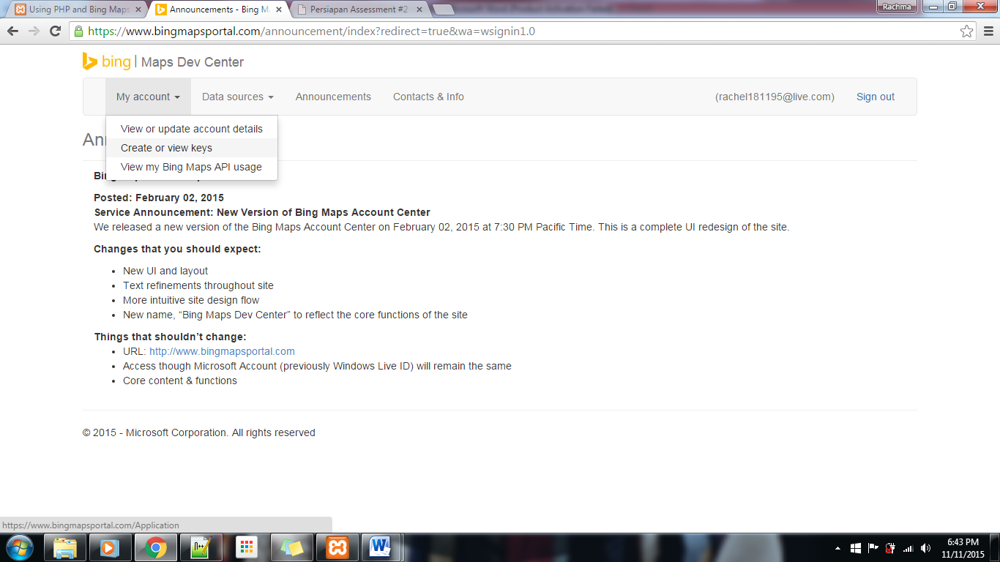 Using PHP and Bing Maps
Announcements - Bing Ma
Persiapan Assessment #2
Microsoft Word (Product Activation Failed)
Rachma
https://www.bingmapsportal.com/announcement/index?redirect=true&wa=wsignin1.0
bing | Maps Dev Center
My account
Data sources
Announcements
Contacts & Info
(rachel181195@live.com)
Sign out
View or update account details
Create or view keys
View my Bing Maps API usage
Posted: February 02, 2015
Service Announcement: New Version of Bing Maps Account Center
We released a new version of the Bing Maps Account Center on February 02, 2015 at 7:30 PM Pacific Time. This is a complete UI redesign of the site.
Changes that you should expect:
• New UI and layout
• Text refinements throughout site
• More intuitive site design flow
• New name, “Bing Maps Dev Center” to reflect the core functions of the site
Things that shouldn’t change:
• URL: http://www.bingmapsportal.com
• Access though Microsoft Account (previously Windows Live ID) will remain the same
• Core content & functions
© 2015 - Microsoft Corporation. All rights reserved
https://www.bingmapsportal.com/Application
6:43 PM
11/11/2015